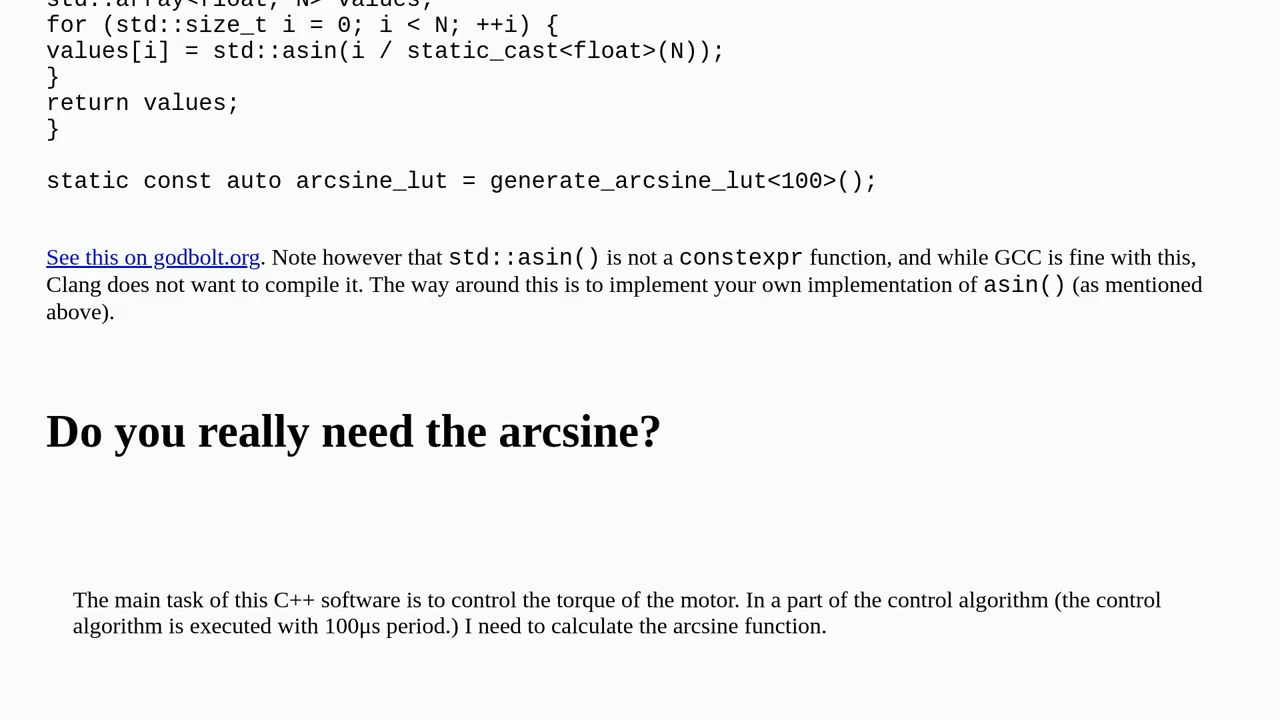 std::array<float, N> values;
for (std::size_t i = 0; i < N; ++i) {
values[i] = std::asin(i / static_cast<float>(N));
}
return values;
}
static const auto arcsine_lut = generate_arcsine_lut<100>();
See this on godbolt.org. Note however that std::asin() is not a constexpr function, and while GCC is fine with this,
Clang does not want to compile it. The way around this is to implement your own implementation of asin() (as mentioned
above).
Do you really need the arcsine?
The main task of this C++ software is to control the torque of the motor. In a part of the control algorithm (the control
algorithm is executed with 100μs period.) I need to calculate the arcsine function.